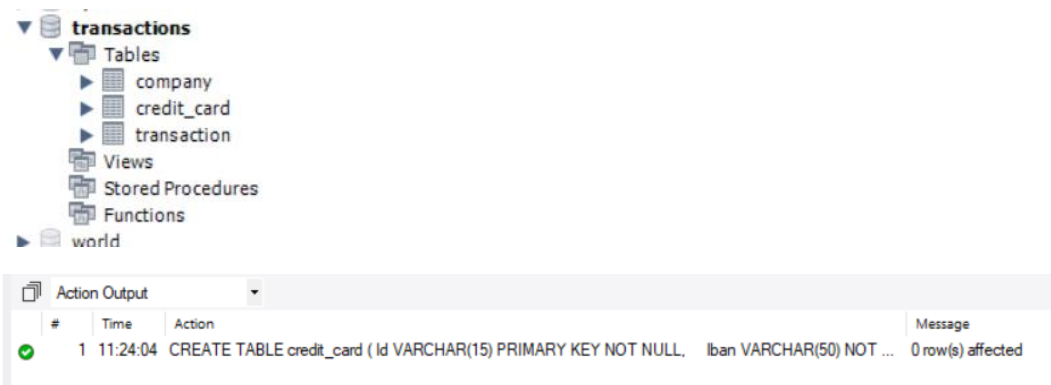 transactions
Tables
company
credit_card
transaction
Views
Stored Procedures
Functions
world
Action Output
# Time Action Message
1 11:24:04 CREATE TABLE credit_card ( Id VARCHAR(15) PRIMARY KEY NOT NULL, Iban VARCHAR(50) NOT ... 0 row(s) affected